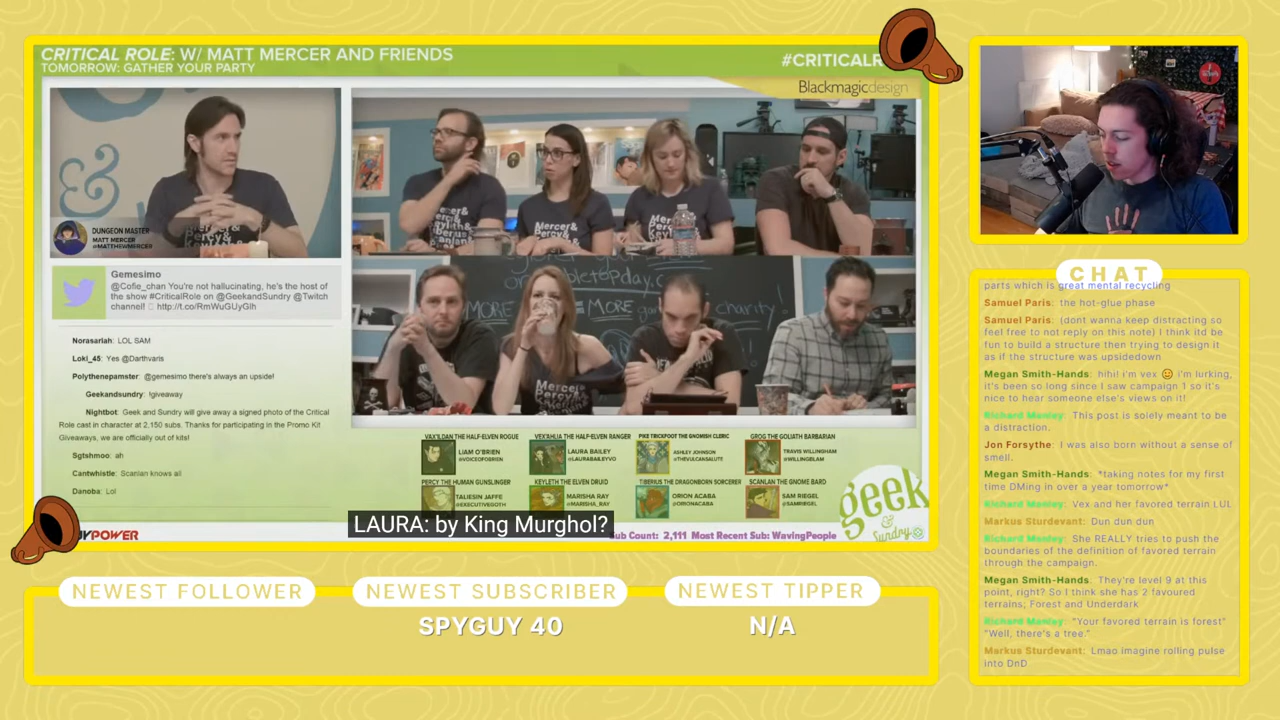 CRITICAL ROLE: W/ MATT MERCER AND FRIENDS
TOMORROW: GATHER YOUR PARTY
#CRITICALR
Blackmagicdesign
DUNGEON MASTER
MATT MERCER
@MATTHEWMERCER
Gemesimo
@Cofie_chan You're not hallucinating, he's the host of
the show #CriticalRole on @GeekandSundry @Twitch
channel! http://t.co/RmWuGUyGlh
Norasariah: LOL SAM
Loki_45: Yes @Darthvaris
Polythenepamster: @gemesimo there's always an upside!
Geekandsundry: !giveaway
Nightbot: Geek and Sundry will give away a signed photo of the Critical
Role cast in character at 2,150 subs. Thanks for participating in the Promo Kit
Giveaways, we are officially out of kits!
Sgtshmoo: ah
Cantwhistle: Scanlan knows all
Danoba: Lol
MORE = MORE
charity!
VAX'ILDAN THE HALF-ELVEN ROGUE
LIAM O'BRIEN
@VOICEOFOBRIEN
VEX'AHLIA THE HALF-ELVEN RANGER
LAURA BAILEY
@LAURABAILEYVO
PIKE TRICKFOOT THE GNOMISH CLERIC
ASHLEY JOHNSON
@THEVULCANSALUTE
GROG THE GOLIATH BARBARIAN
TRAVIS WILLINGHAM
@WILLINGBLAM
PERCY THE HUMAN GUNSLINGER
TALIESIN JAFFE
@EXECUTIVEGOTH
KEYLETH THE ELVEN DRUID
MARISHA RAY
@MARISHA_RAY
TIBERIUS THE DRAGONBORN SORCERER
ORION ACABA
@ORIONACABA
SCANLAN THE GNOME BARD
SAM RIEGEL
@SAMRIEGEL
geek
& Sundry
LAURA: by King Murghol?
UYPOWER
ub Count: 2,111 Most Recent Sub: WavingPeople
NEWEST FOLLOWER
NEWEST SUBSCRIBER
SPYGUY 40
NEWEST TIPPER
N/A
CHAT
parts which is great mental recycling
Samuel Paris: the hot-glue phase
Samuel Paris: (dont wanna keep distracting so
feel free to not reply on this note) I think itd be
fun to build a structure then trying to design it
as if the structure was upsidedown
Megan Smith-Hands: hihi! i'm vex 🙂 i'm lurking,
it's been so long since I saw campaign 1 so it's
nice to hear someone else's views on it!
Richard Manley: This post is solely meant to be
a distraction.
Jon Forsythe: I was also born without a sense of
smell.
Megan Smith-Hands: *taking notes for my first
time DMing in over a year tomorrow*
Richard Manley: Vex and her favored terrain LUL
Markus Sturdevant: Dun dun dun
Richard Manley: She REALLY tries to push the
boundaries of the definition of favored terrain
through the campaign.
Megan Smith-Hands: They're level 9 at this
point, right? So I think she has 2 favoured
terrains; Forest and Underdark
Richard Manley: "Your favored terrain is forest"
"Well, there's a tree."
Markus Sturdevant: Lmao imagine rolling pulse
into DnD